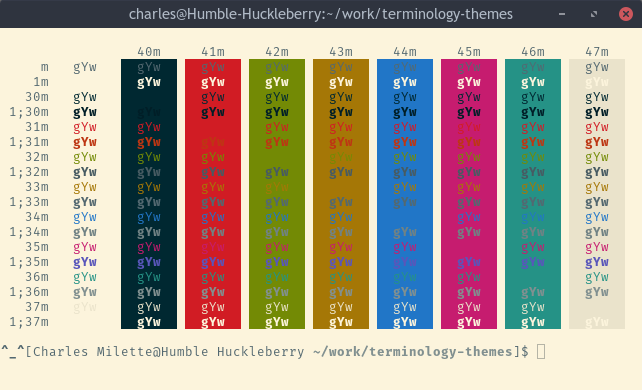 charles@Humble-Huckleberry:~/work/terminology-themes
40m 41m 42m 43m 44m 45m 46m 47m
m gYw gYw gYw gYw gYw gYw gYw gYw gYw
1m gYw gYw gYw gYw gYw gYw gYw gYw
30m gYw gYw gYw gYw gYw gYw gYw gYw
1;30m gYw gYw gYw gYw gYw gYw gYw gYw gYw
31m gYw gYw gYw gYw gYw gYw gYw gYw
1;31m gYw gYw gYw gYw gYw gYw gYw gYw gYw
32m gYw gYw gYw gYw gYw gYw gYw gYw
1;32m gYw gYw gYw gYw gYw gYw gYw gYw gYw
33m gYw gYw gYw gYw gYw gYw gYw gYw
1;33m gYw gYw gYw gYw gYw gYw gYw gYw gYw
34m gYw gYw gYw gYw gYw gYw gYw gYw
1;34m gYw gYw gYw gYw gYw gYw gYw gYw gYw
35m gYw gYw gYw gYw gYw gYw gYw gYw
1;35m gYw gYw gYw gYw gYw gYw gYw gYw gYw
36m gYw gYw gYw gYw gYw gYw gYw gYw
1;36m gYw gYw gYw gYw gYw gYw gYw gYw gYw
37m gYw gYw gYw gYw gYw gYw gYw gYw
1;37m gYw gYw gYw gYw gYw gYw gYw gYw
^_^[Charles Milette@Humble Huckleberry ~/work/terminology-themes]$